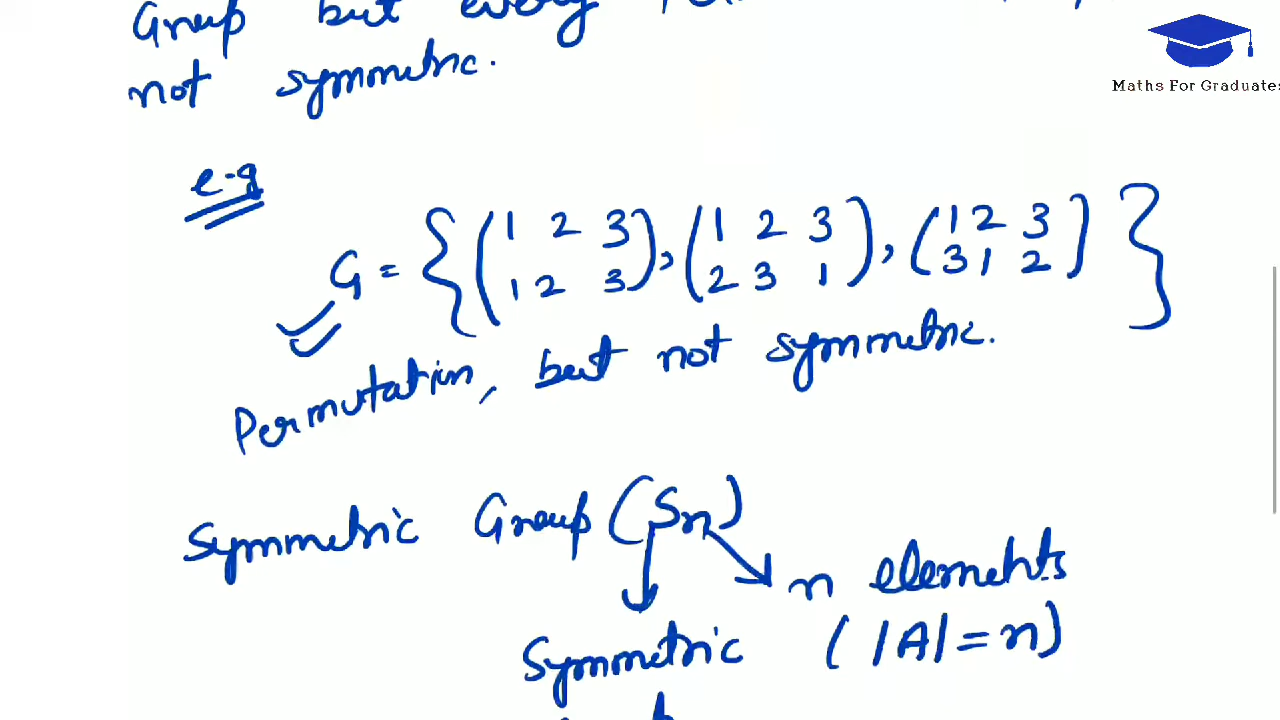 Group but every
not symmetric.
Maths For Graduates
e-g
G = { ( 1 2 3 ), ( 1 2 3 ), ( 1 2 3 ) }
1 2 3 2 3 1 3 1 2
Permutation, but not symmetric.
Symmetric Group (Sn)
n elements
Symmetric ( |A| = n )